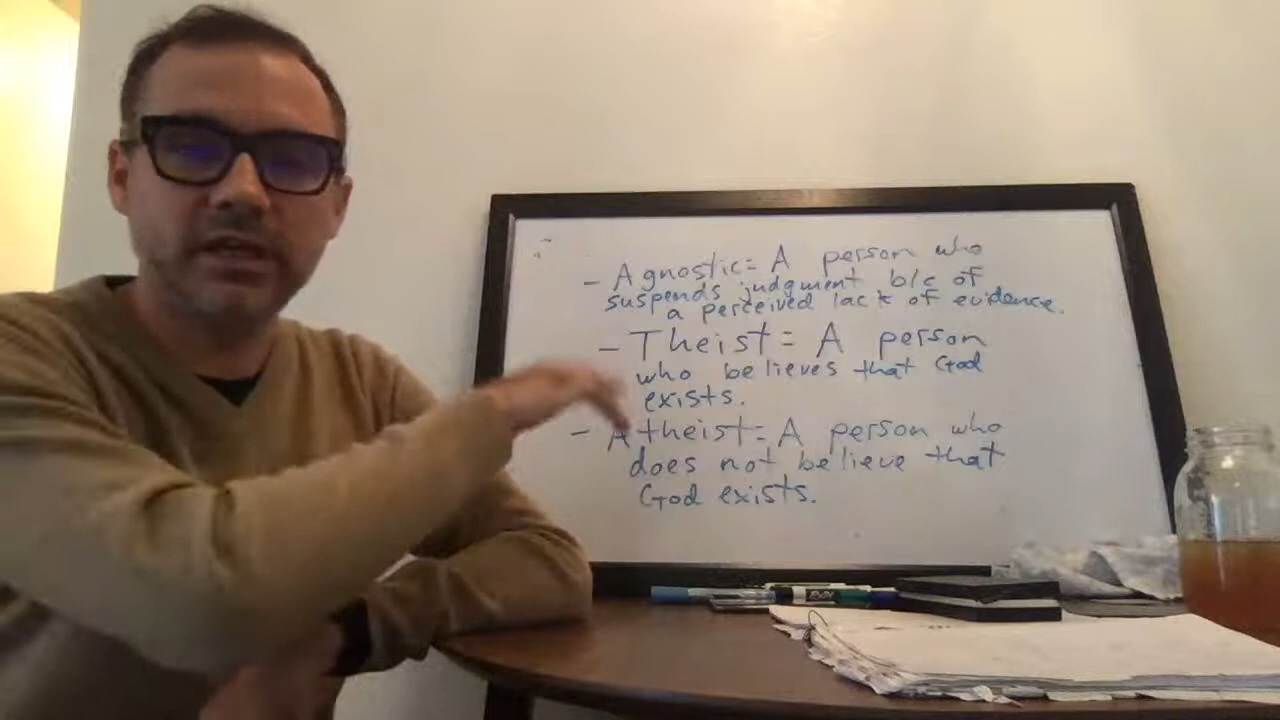 - Agnostic = A person who
suspends judgment b/c of
a perceived lack of evidence.
- Theist = A person
who believes that God
exists.
- Atheist = A person who
does not believe that
God exists.
EXPO